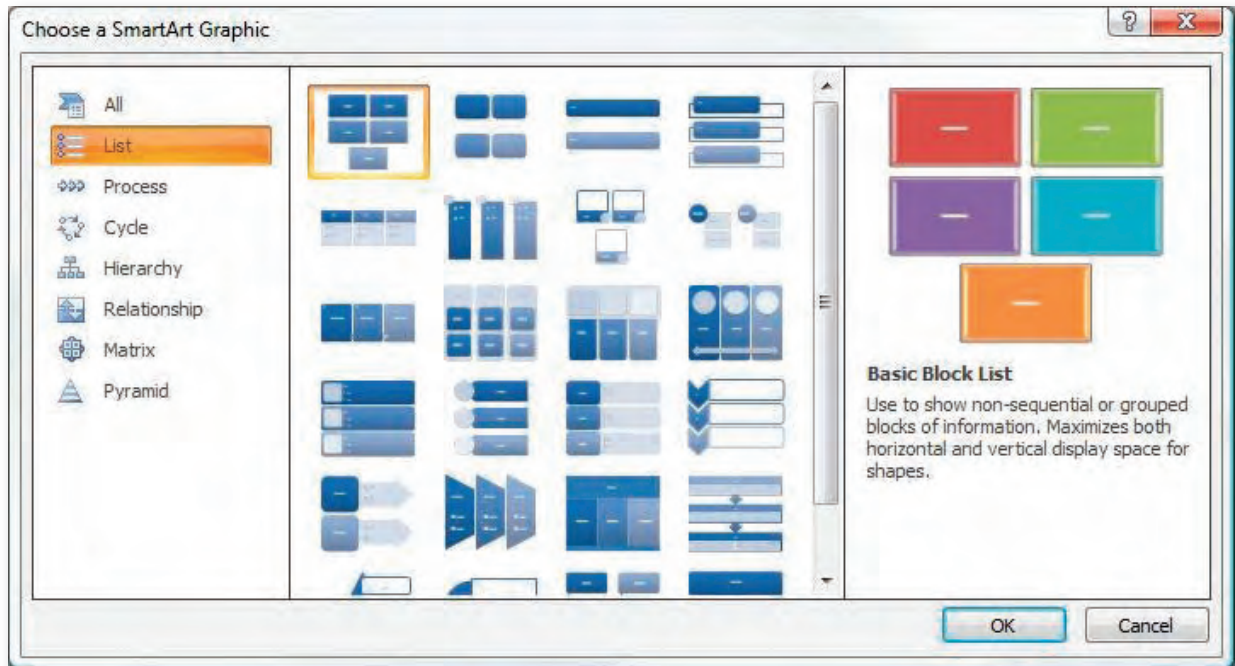 Choose a SmartArt Graphic
All
List
Process
Cycle
Hierarchy
Relationship
Matrix
Pyramid
Basic Block List
Use to show non-sequential or grouped
blocks of information. Maximizes both
horizontal and vertical display space for
shapes.
OK
Cancel